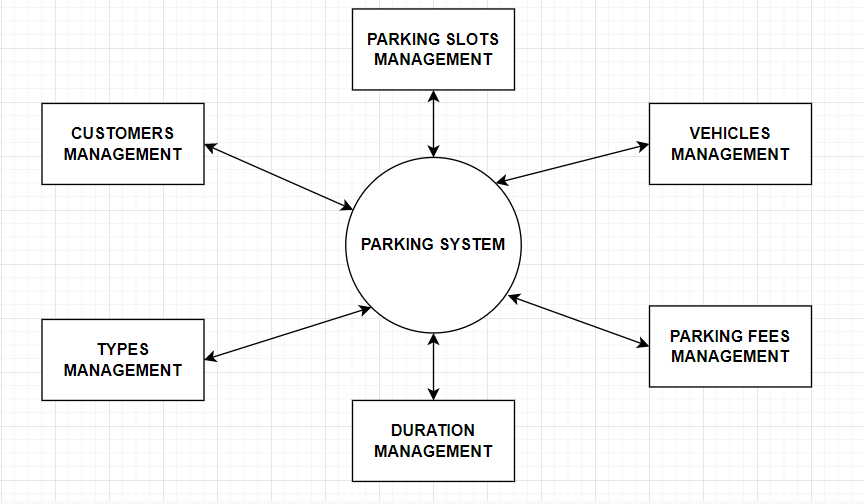 PARKING SLOTS
MANAGEMENT
CUSTOMERS
MANAGEMENT
VEHICLES
MANAGEMENT
PARKING SYSTEM
TYPES
MANAGEMENT
PARKING FEES
MANAGEMENT
DURATION
MANAGEMENT